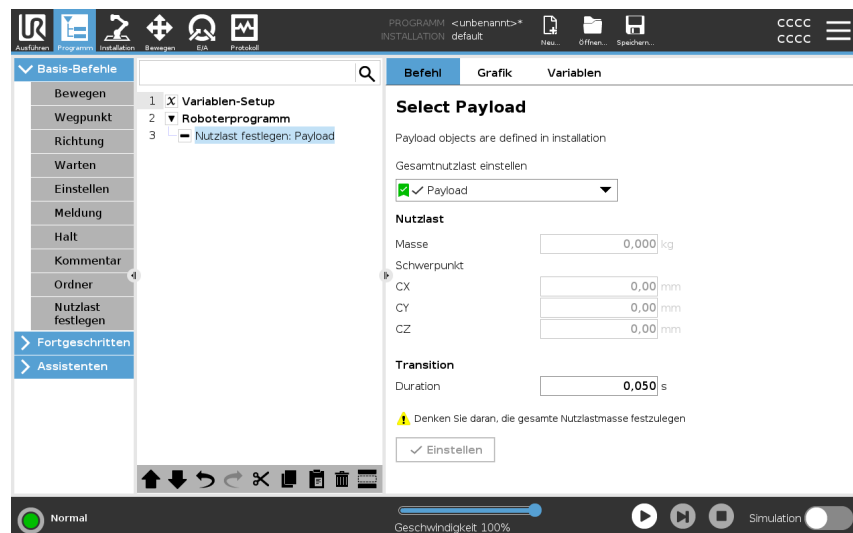 PROGRAMM <unbenannt>*
INSTALLATION default
Ausführen
Programm
Installation
Bewegen
E/A
Protokoll
Neu...
Öffnen...
Speichern...
CCCC
CCCC
Basis-Befehle
Bewegen
Wegpunkt
Richtung
Warten
Einstellen
Meldung
Halt
Kommentar
Ordner
Nutzlast
festlegen
Fortgeschritten
Assistenten
1 X Variablen-Setup
2 Roboterprogramm
3 Nutzlast festlegen: Payload
Befehl Grafik Variablen
Select Payload
Payload objects are defined in installation
Gesamtnutzlast einstellen
Payload
Nutzlast
Masse 0,000 kg
Schwerpunkt
CX 0,00 mm
CY 0,00 mm
CZ 0,00 mm
Transition
Duration 0,050 s
Denken Sie daran, die gesamte Nutzlastmasse festzulegen
Einstellen
Normal
Geschwindigkeit 100%
Simulation